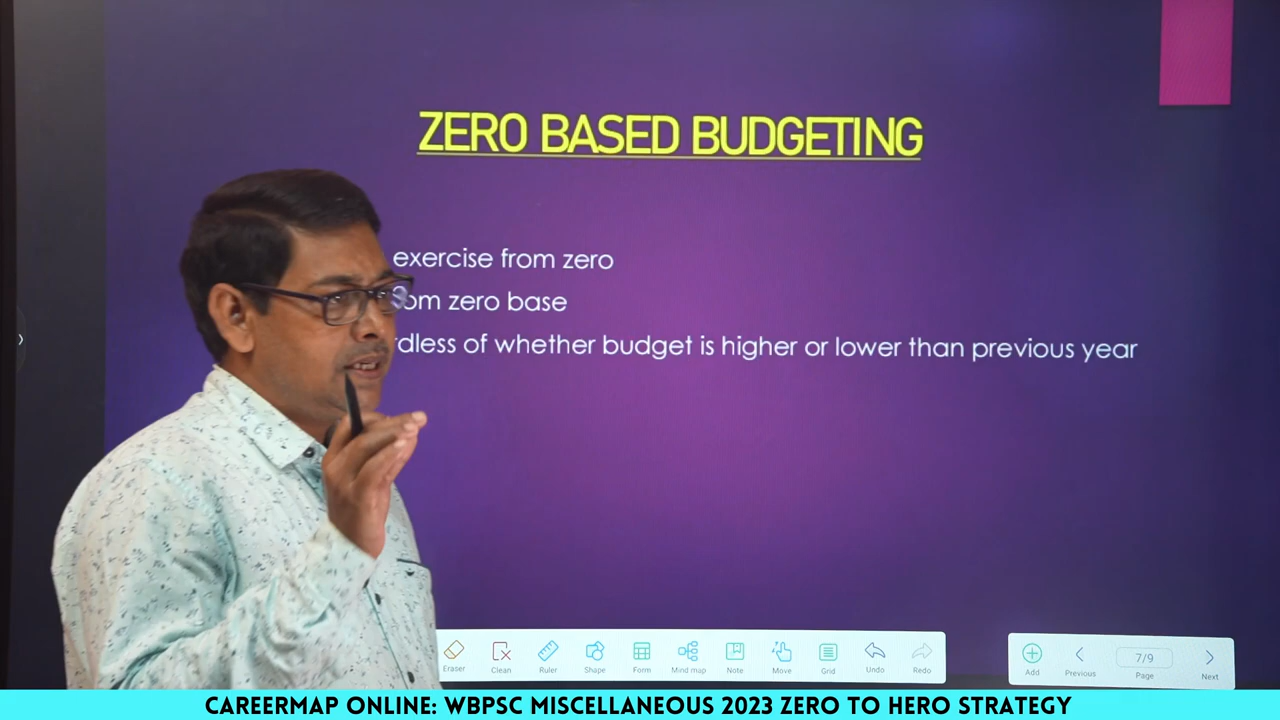 ZERO BASED BUDGETING
exercise from zero
zero base
of whether budget is higher or lower than previous year
Eraser
Clean
Ruler
Shape
Form
Mind map
Note
Move
Grid
Undo
Redo
Add
Previous
7/9
Page
Next
CAREERMAP ONLINE: WBPSC MISCELLANEOUS 2023 ZERO TO HERO STRATEGY